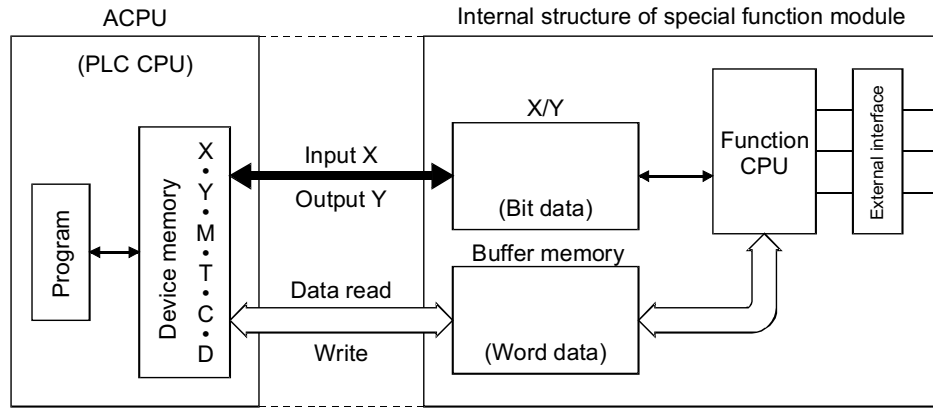 ACPU
Internal structure of special function module
(PLC CPU)
Program
Device memory
X・Y・M・T・C・D
Input X
Output Y
Data read
Write
X/Y
(Bit data)
Buffer memory
(Word data)
Function
CPU
External interface